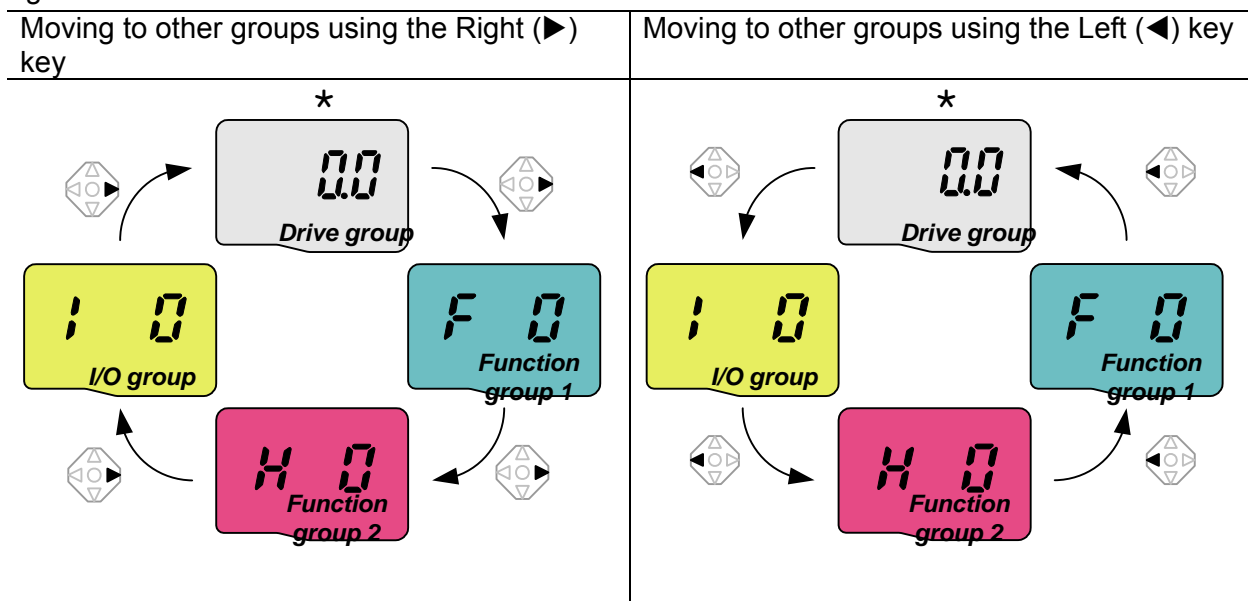 Moving to other groups using the Right (▶)
key
Moving to other groups using the Left (◀) key
*
0.0
Drive group
I 0
I/O group
F 0
Function
group 1
H 0
Function
group 2
*
0.0
Drive group
I 0
I/O group
F 0
Function
group 1
H 0
Function
group 2